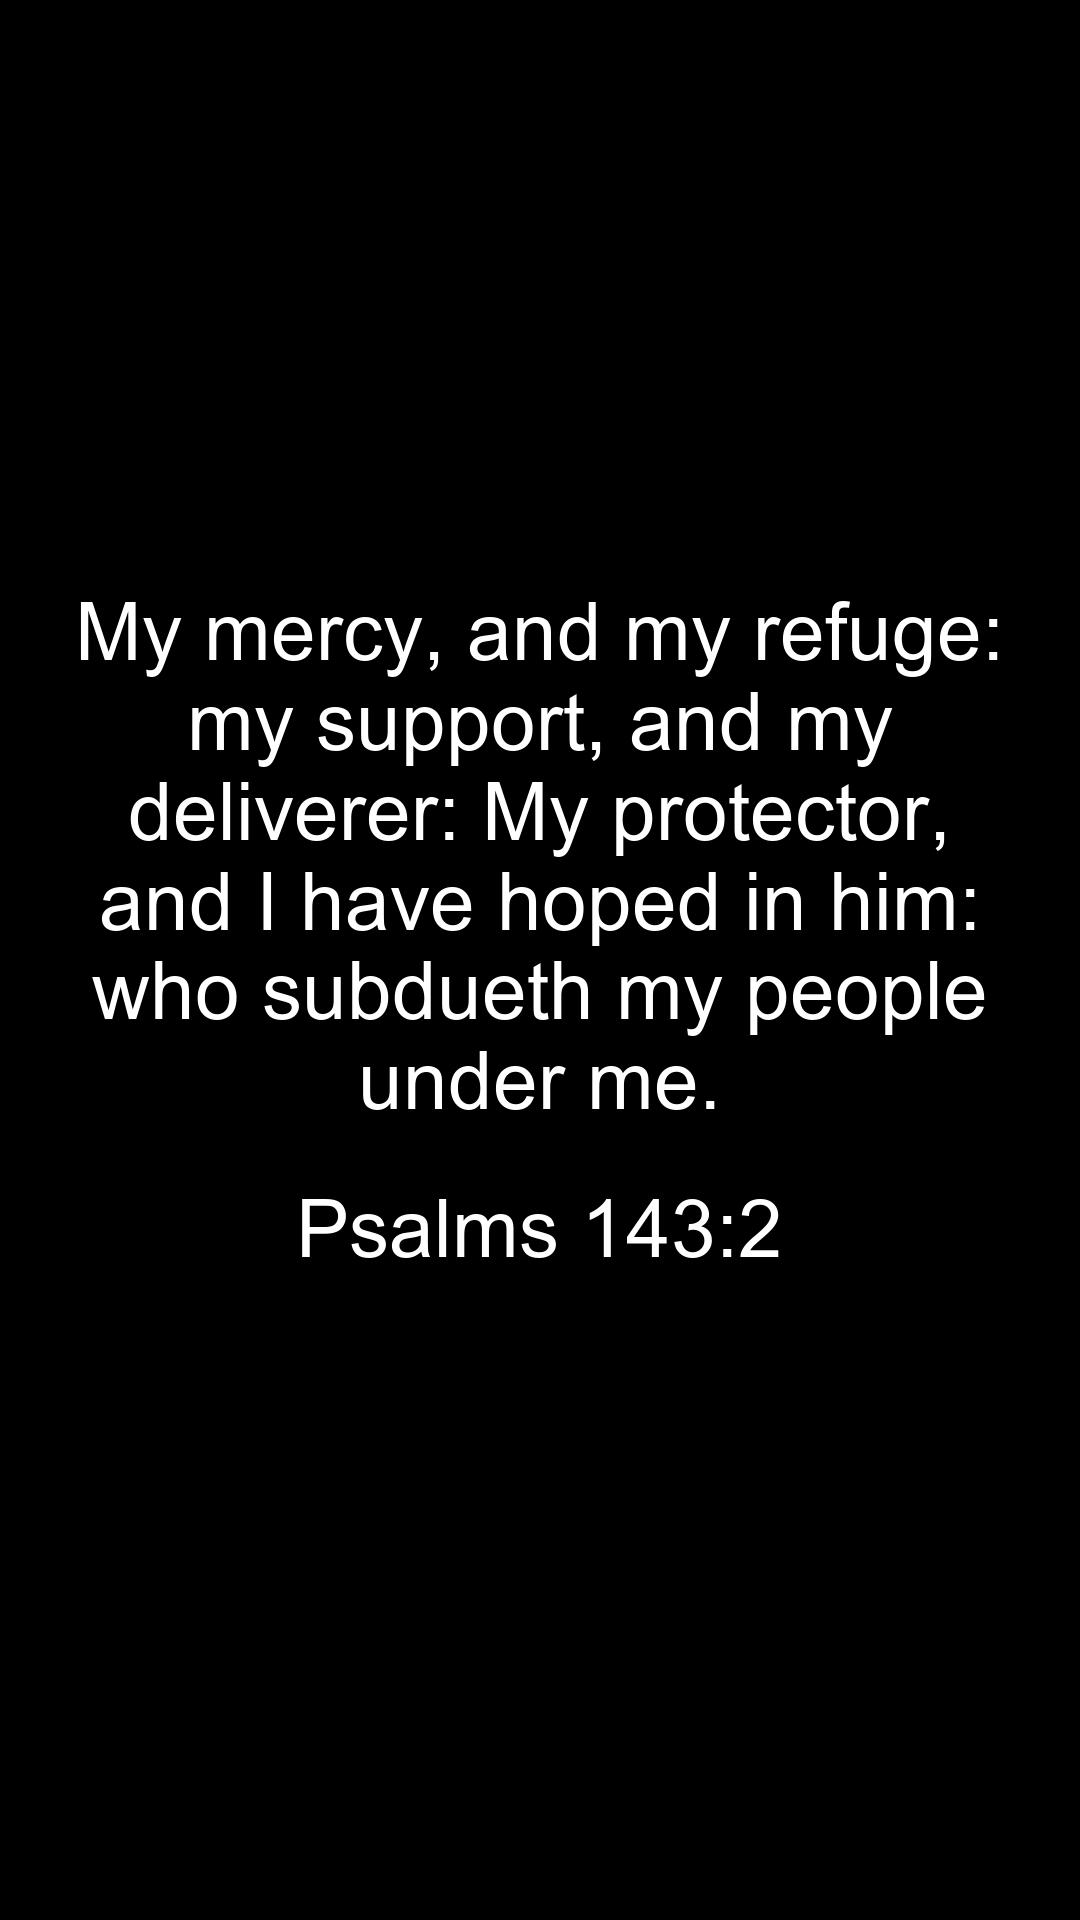 My mercy, and my refuge:
my support, and my
deliverer: My protector,
and I have hoped in him:
who subdueth my people
under me.
Psalms 143:2